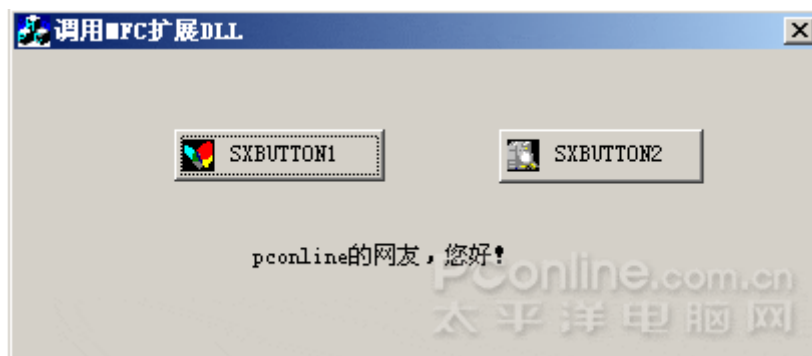 调用MFC扩展DLL
SXBUTTON1
SXBUTTON2
pconline的网友，您好！
PConline.com.cn
太平洋电脑网